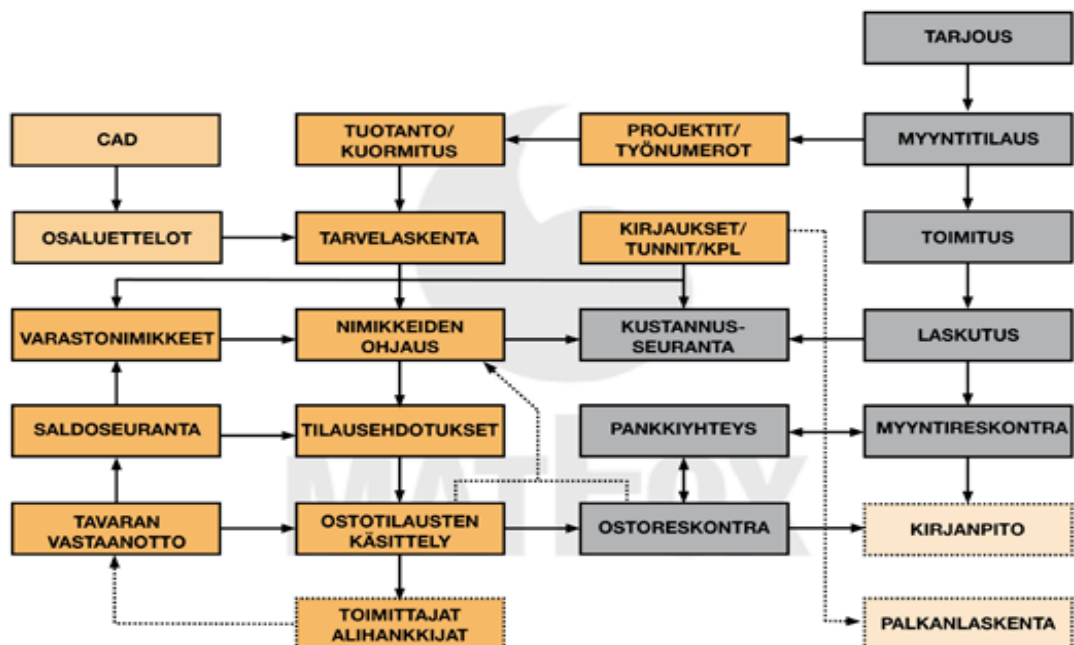 TARJOUS
CAD
TUOTANTO/
KUORMITUS
PROJEKTIT/
TYÖNUMEROT
MYYNTITILAUS
OSALUETTELOT
TARVELASKENTA
KIRJAUKSET/
TUNNIT/KPL
TOIMITUS
VARASTONIMIKKEET
NIMIKKEIDEN
OHJAUS
KUSTANNUS-
SEURANTA
LASKUTUS
SALDOSEURANTA
TILAUSEHDOTUKSET
PANKKIYHTEYS
MYYNTIRESKONTRA
MATFOX
TAVARAN
VASTAANOTTO
OSTOTILAUSTEN
KÄSITTELY
OSTORESKONTRA
KIRJANPITO
TOIMITTAJAT
ALIHANKKIJAT
PALKANLASKENTA